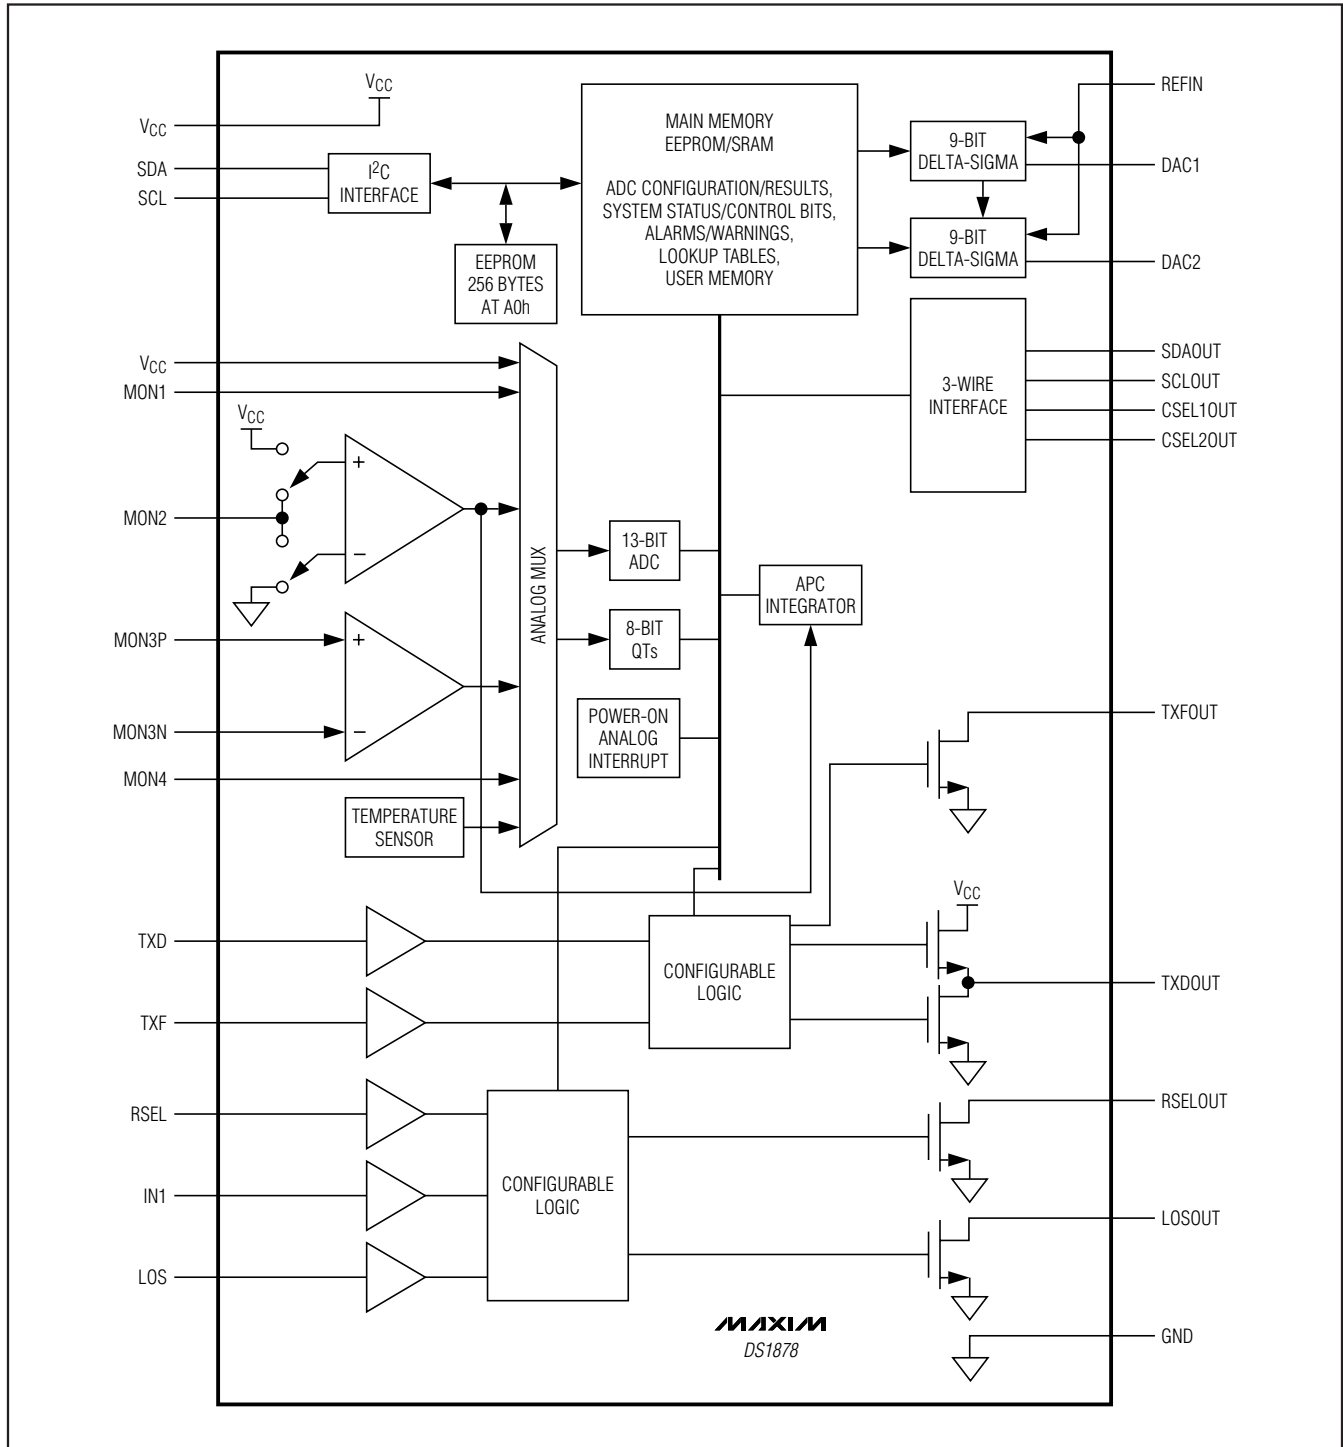 VCC
VCC
SDA
SCL
I2C
INTERFACE
EEPROM
256 BYTES
AT A0h
MAIN MEMORY
EEPROM/SRAM
ADC CONFIGURATION/RESULTS,
SYSTEM STATUS/CONTROL BITS,
ALARMS/WARNINGS,
LOOKUP TABLES,
USER MEMORY
9-BIT
DELTA-SIGMA
9-BIT
DELTA-SIGMA
REFIN
DAC1
DAC2
3-WIRE
INTERFACE
SDAOUT
SCLOUT
CSEL1OUT
CSEL2OUT
VCC
MON1
VCC
MON2
+
−
MON3P
+
MON3N
−
MON4
TEMPERATURE
SENSOR
ANALOG MUX
13-BIT
ADC
8-BIT
QTs
POWER-ON
ANALOG
INTERRUPT
APC
INTEGRATOR
TXFOUT
TXD
TXF
CONFIGURABLE
LOGIC
VCC
TXDOUT
RSEL
IN1
LOS
CONFIGURABLE
LOGIC
RSELOUT
LOSOUT
MAXIM
DS1878
GND